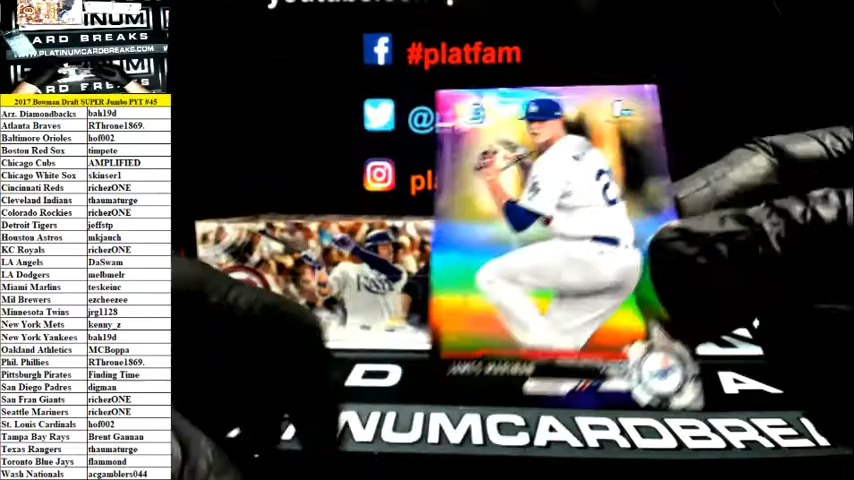 INUM
ARD BREAKS
WWW.PLATINUMCARDBREAKS.COM
2017 Bowman Draft SUPER Jumbo PYT #45
Arz. Diamondbacks bah19d
Atlanta Braves RThrone1869.
Baltimore Orioles hof002
Boston Red Sox timpete
Chicago Cubs AMPLIFIED
Chicago White Sox skinser1
Cincinnati Reds richezONE
Cleveland Indians thaumaturge
Colorado Rockies richezONE
Detroit Tigers jeffstp
Houston Astros mkjauch
KC Royals richezONE
LA Angels DaSwam
LA Dodgers melbmelr
Miami Marlins teskeinc
Mil Brewers ezcheezee
Minnesota Twins jrg1128
New York Mets kenny_z
New York Yankees bah19d
Oakland Athletics MCBoppa
Phil. Phillies RThrone1869.
Pittsburgh Pirates Finding Time
San Diego Padres digman
San Fran Giants richezONE
Seattle Mariners richezONE
St. Louis Cardinals hof002
Tampa Bay Rays Brent Gannan
Texas Rangers thaumaturge
Toronto Blue Jays flammond
Wash Nationals acgamblers044
#platfam
@
pla
D
A
NUMCARDBREI